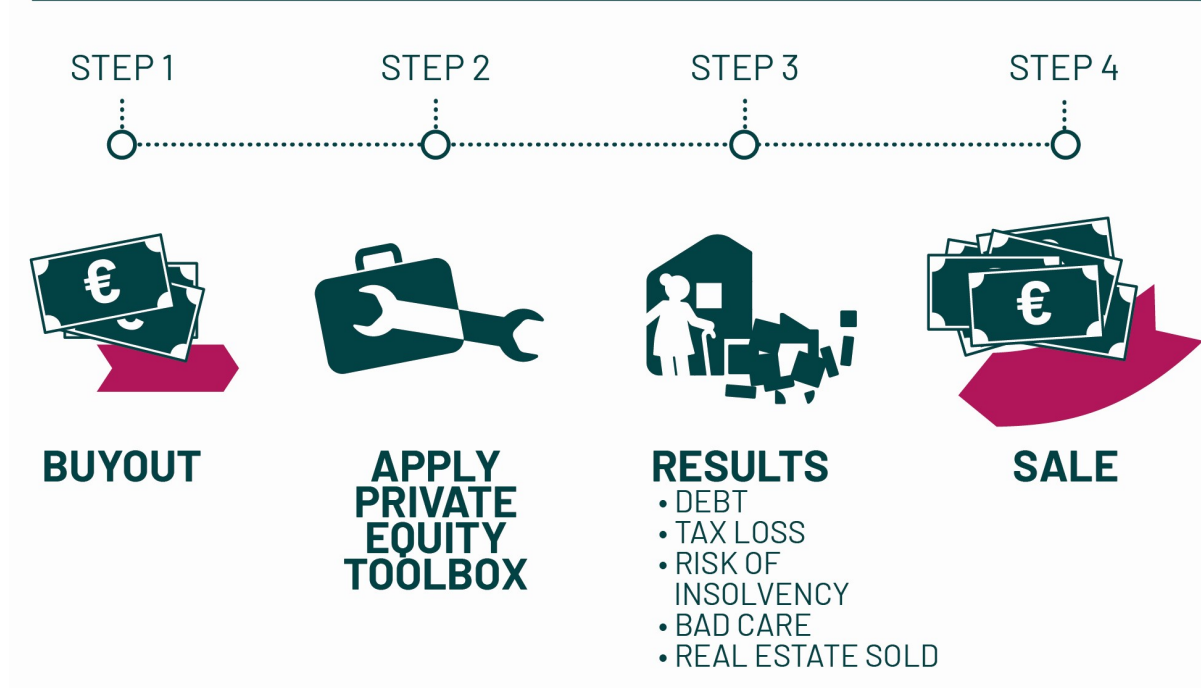 STEP 1
STEP 2
STEP 3
STEP 4
€
€
€
BUYOUT
APPLY
PRIVATE
EQUITY
TOOLBOX
RESULTS
• DEBT
• TAX LOSS
• RISK OF
INSOLVENCY
• BAD CARE
• REAL ESTATE SOLD
SALE